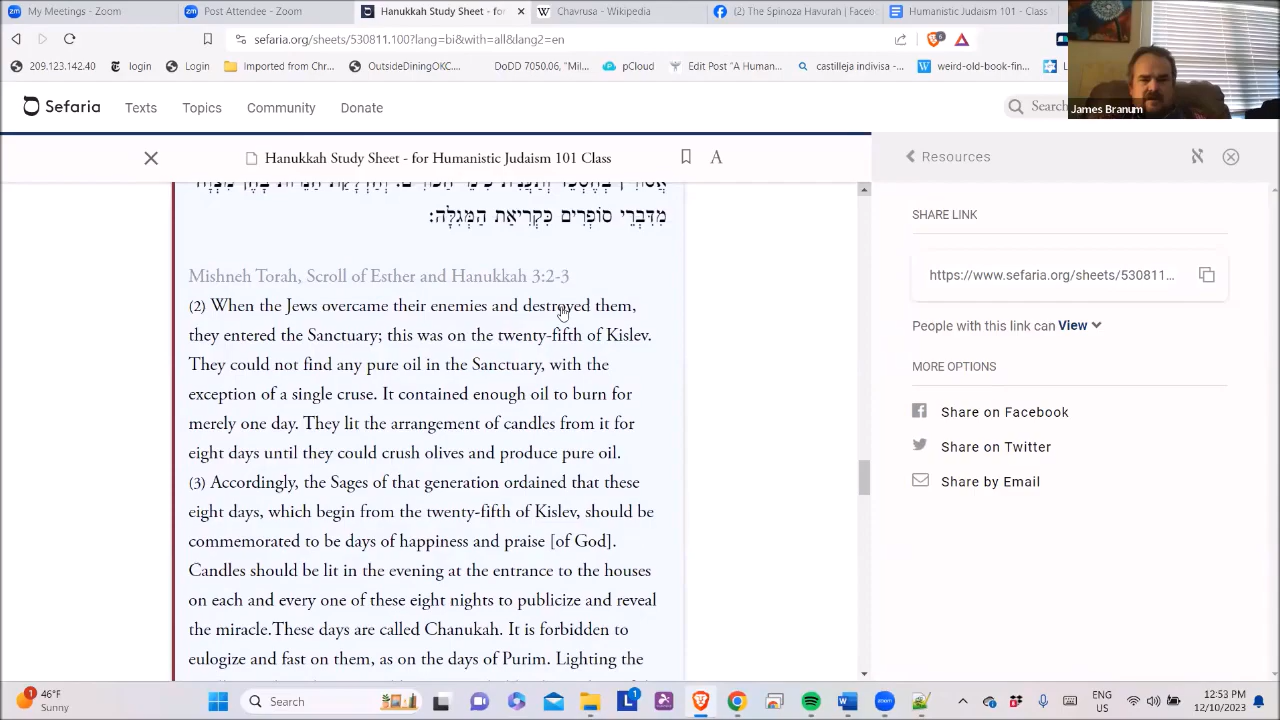 My Meetings - Zoom
Post Attendee - Zoom
Hanukkah Study Sheet - for
Chavrusa - Wikipedia
(2) The Spinoza Havurah | Faceb
Humanistic Judaism 101 Class
sefaria.org/sheets/530811.100?lang=bi&with=all&lang2=en
209.123.142.40
login
Login
Imported from Chr...
OutsideDiningOKC...
DoD
pCloud
Edit Post "A Human...
castilleja indivisa -...
weird-old-book-fin...
James Branum
Sefaria
Texts
Topics
Community
Donate
Search
Hanukkah Study Sheet - for Humanistic Judaism 101 Class
A
Resources
SHARE LINK
https://www.sefaria.org/sheets/530811...
People with this link can View
MORE OPTIONS
Share on Facebook
Share on Twitter
Share by Email
מִדִּבְרֵי סוֹפְרִים כִּקְרִיאַת הַמְּגִלָּה:
Mishneh Torah, Scroll of Esther and Hanukkah 3:2-3
(2) When the Jews overcame their enemies and destroyed them,
they entered the Sanctuary; this was on the twenty-fifth of Kislev.
They could not find any pure oil in the Sanctuary, with the
exception of a single cruse. It contained enough oil to burn for
merely one day. They lit the arrangement of candles from it for
eight days until they could crush olives and produce pure oil.
(3) Accordingly, the Sages of that generation ordained that these
eight days, which begin from the twenty-fifth of Kislev, should be
commemorated to be days of happiness and praise [of God].
Candles should be lit in the evening at the entrance to the houses
on each and every one of these eight nights to publicize and reveal
the miracle.These days are called Chanukah. It is forbidden to
eulogize and fast on them, as on the days of Purim. Lighting the
1
46°F
Sunny
Search
ENG
US
12:53 PM
12/10/2023